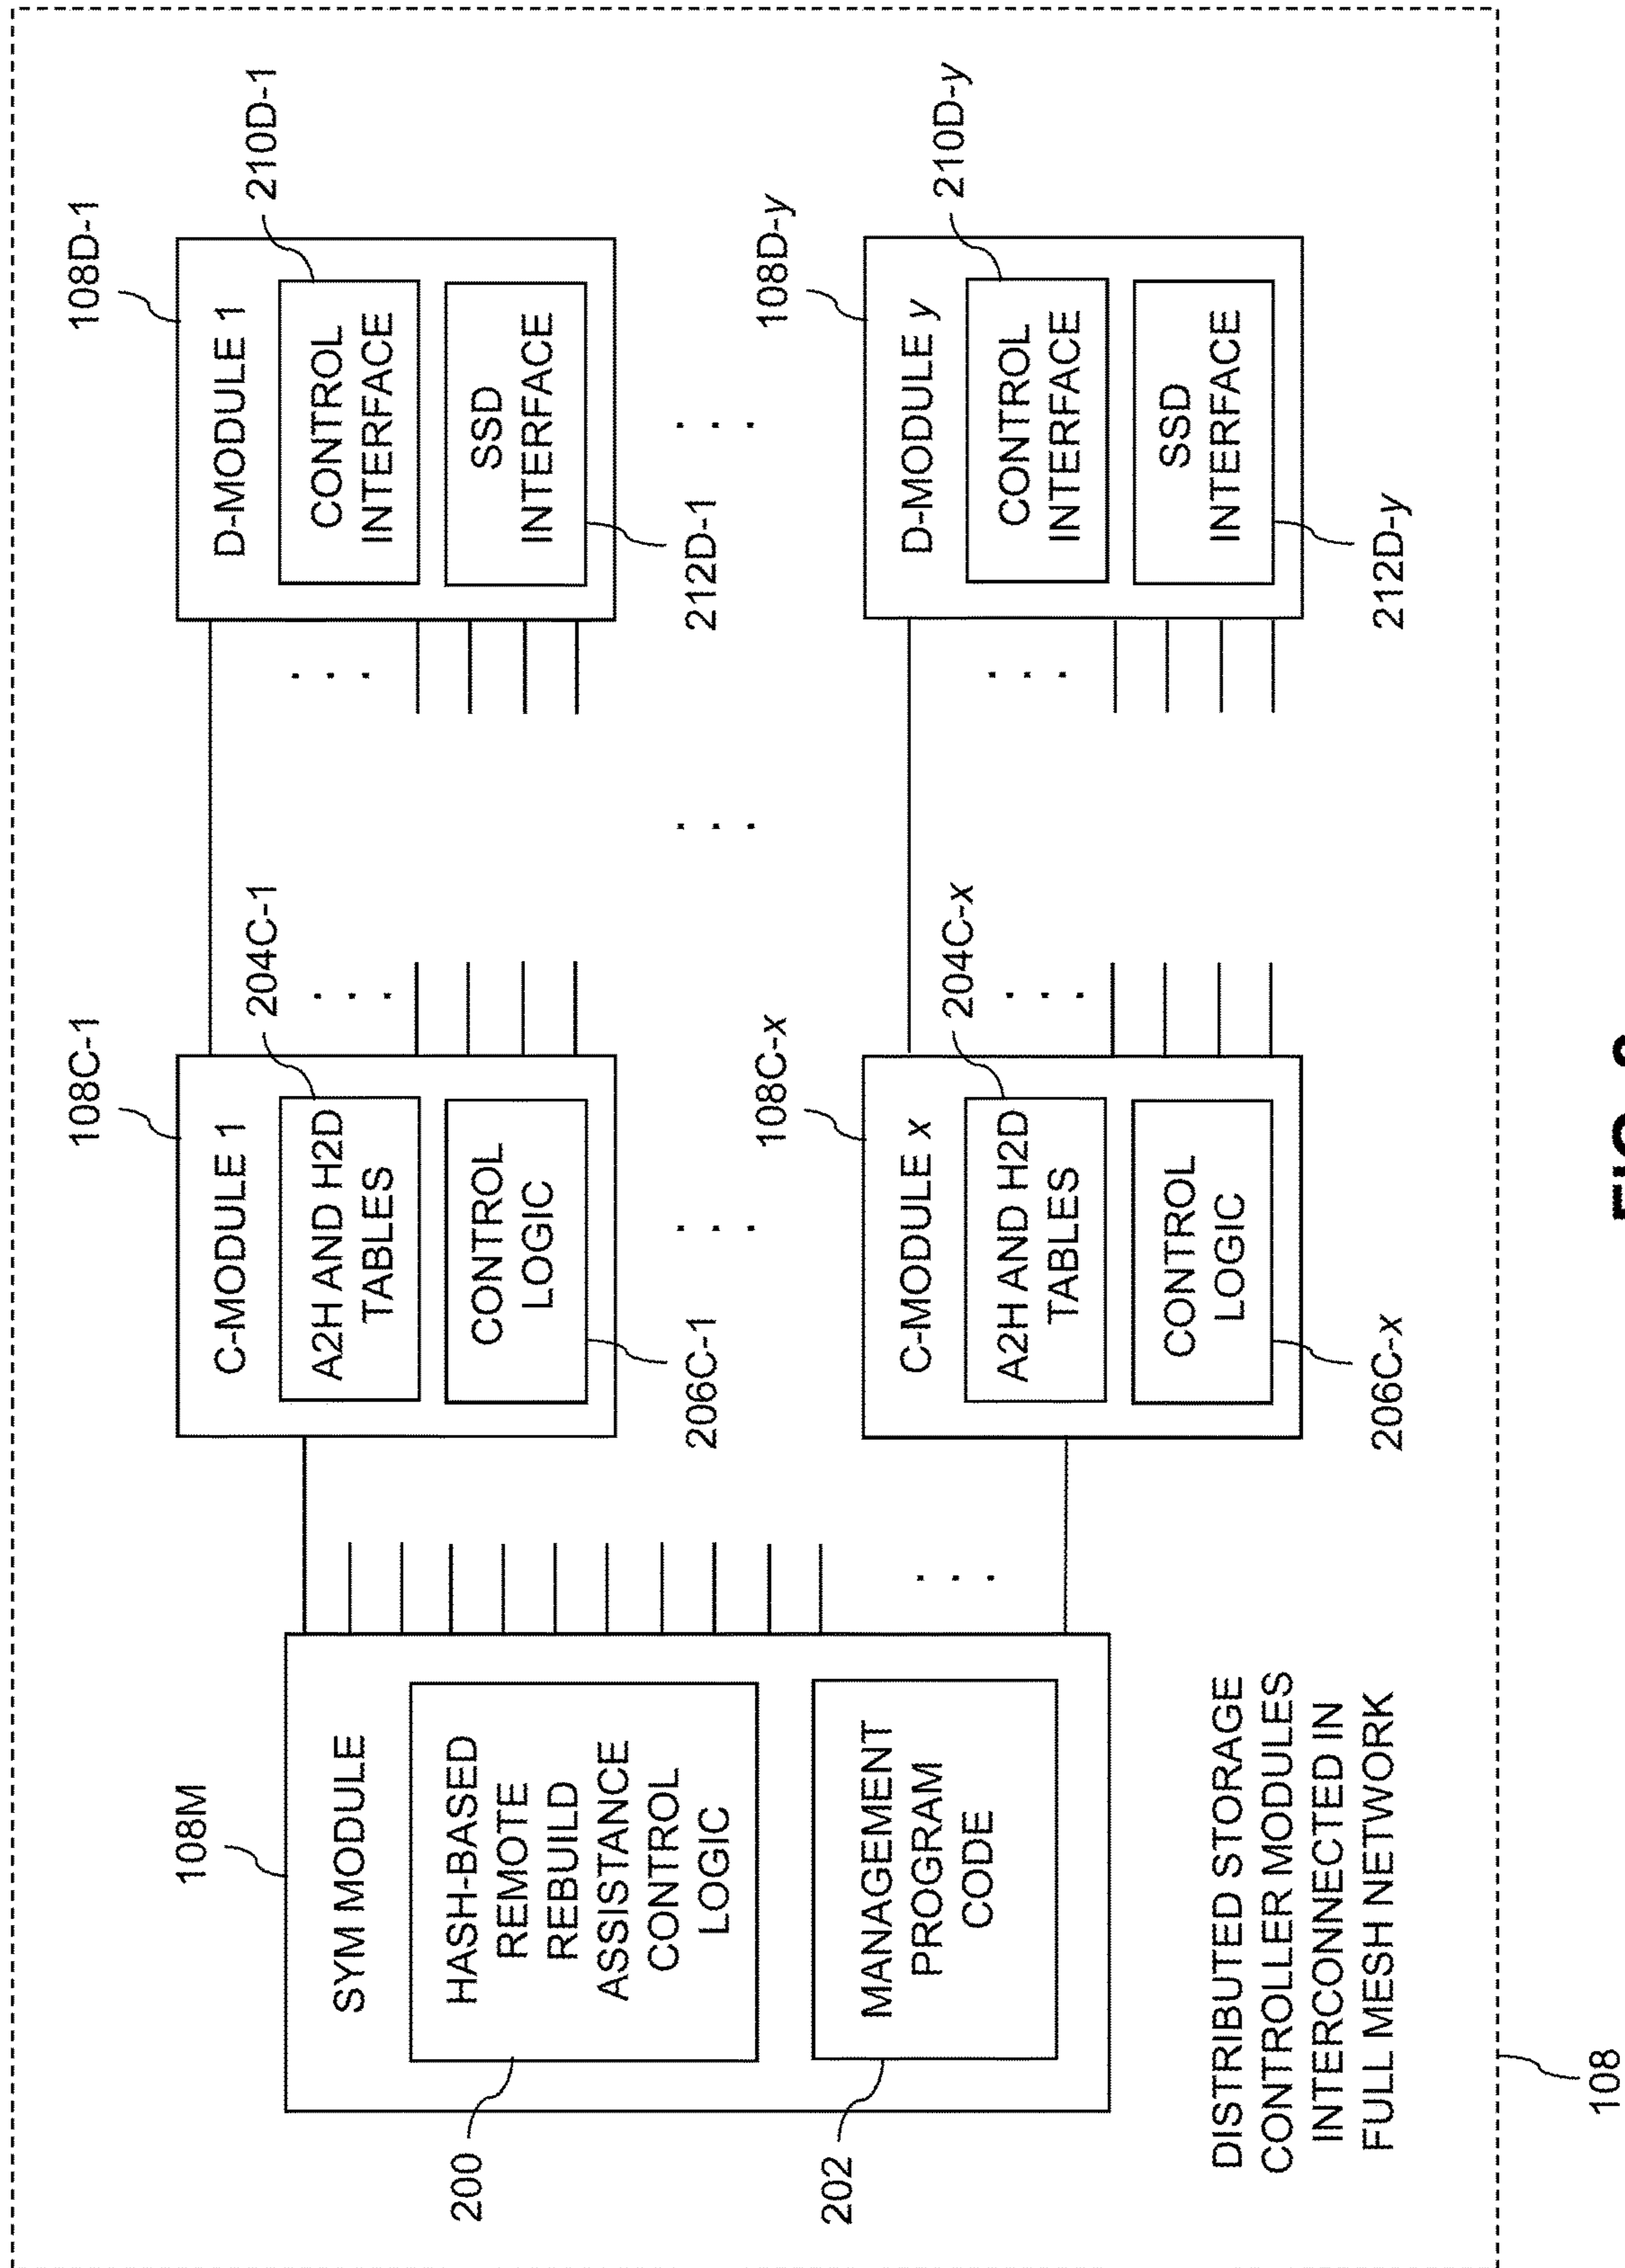 108M
SYM MODULE
HASH-BASED
REMOTE
REBUILD
ASSISTANCE
CONTROL
LOGIC
200
MANAGEMENT
PROGRAM
CODE
202
108C-1
C-MODULE 1
204C-1
A2H AND H2D
TABLES
CONTROL
LOGIC
206C-1
108D-1
D-MODULE 1
210D-1
CONTROL
INTERFACE
SSD
INTERFACE
212D-1
108C-x
C-MODULE x
204C-x
A2H AND H2D
TABLES
CONTROL
LOGIC
206C-x
108D-y
D-MODULE y
210D-y
CONTROL
INTERFACE
SSD
INTERFACE
212D-y
DISTRIBUTED STORAGE
CONTROLLER MODULES
INTERCONNECTED IN
FULL MESH NETWORK
108
FIG.